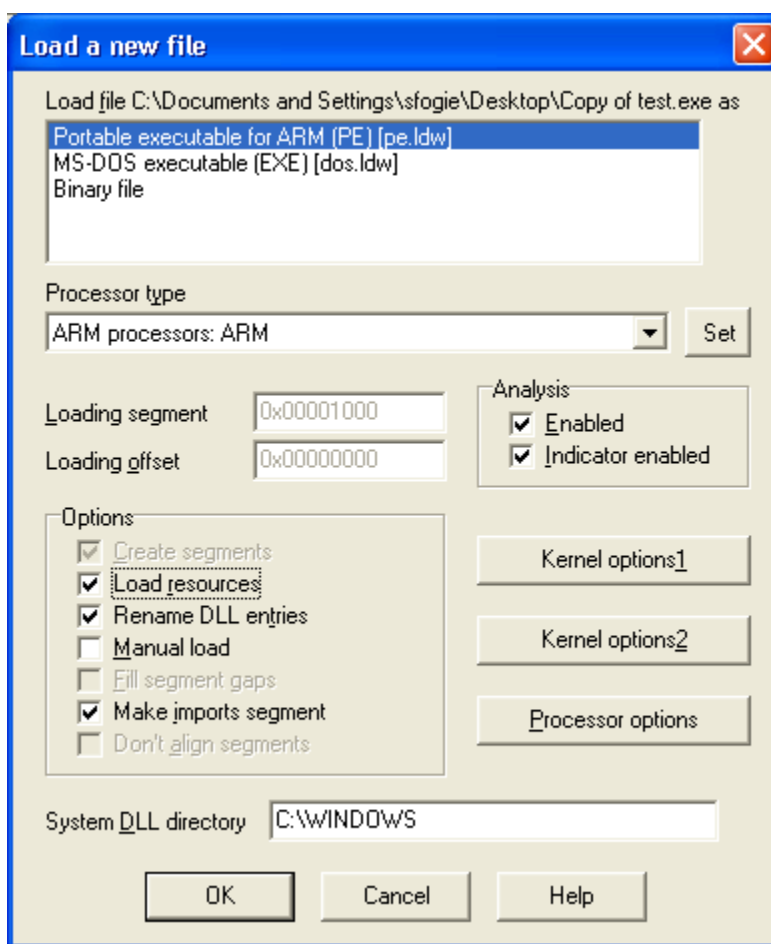 Load a new file
Load file C:\Documents and Settings\sfogie\Desktop\Copy of test.exe as
Portable executable for ARM (PE) [pe.ldw]
MS-DOS executable (EXE) [dos.ldw]
Binary file
Processor type
ARM processors: ARM
Set
Loading segment 0x00001000
Loading offset 0x00000000
Analysis
Enabled
Indicator enabled
Options
Create segments
Load resources
Rename DLL entries
Manual load
Fill segment gaps
Make imports segment
Don't align segments
Kernel options1
Kernel options2
Processor options
System DLL directory C:\WINDOWS
OK Cancel Help